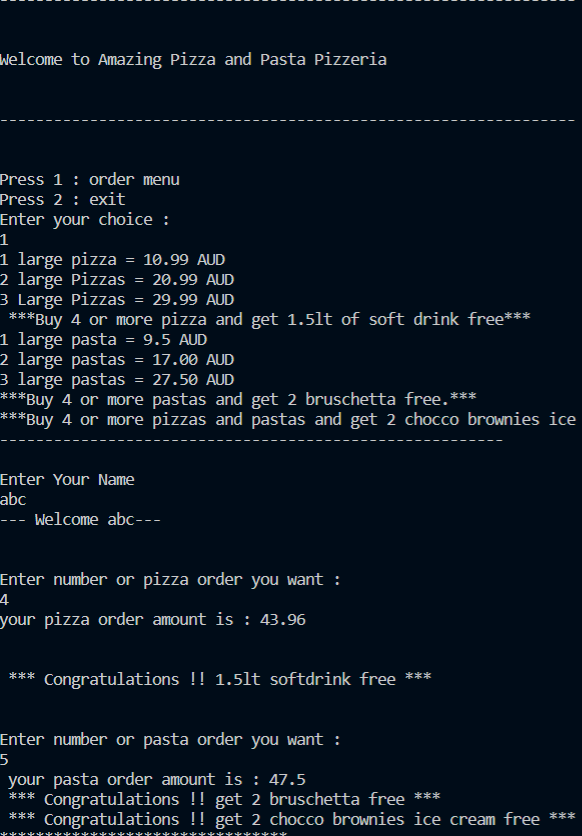 ----------------------------------------------------------------
Welcome to Amazing Pizza and Pasta Pizzeria
----------------------------------------------------------------
Press 1 : order menu
Press 2 : exit
Enter your choice :
1
1 large pizza = 10.99 AUD
2 large Pizzas = 20.99 AUD
3 Large Pizzas = 29.99 AUD
***Buy 4 or more pizza and get 1.5lt of soft drink free***
1 large pasta = 9.5 AUD
2 large pastas = 17.00 AUD
3 large pastas = 27.50 AUD
***Buy 4 or more pastas and get 2 bruschetta free.***
***Buy 4 or more pizzas and pastas and get 2 chocco brownies ice
--------------------------------------------------------
Enter Your Name
abc
--- Welcome abc---
Enter number or pizza order you want :
4
your pizza order amount is : 43.96
*** Congratulations !! 1.5lt softdrink free ***
Enter number or pasta order you want :
5
your pasta order amount is : 47.5
*** Congratulations !! get 2 bruschetta free ***
*** Congratulations !! get 2 chocco brownies ice cream free ***
********************************